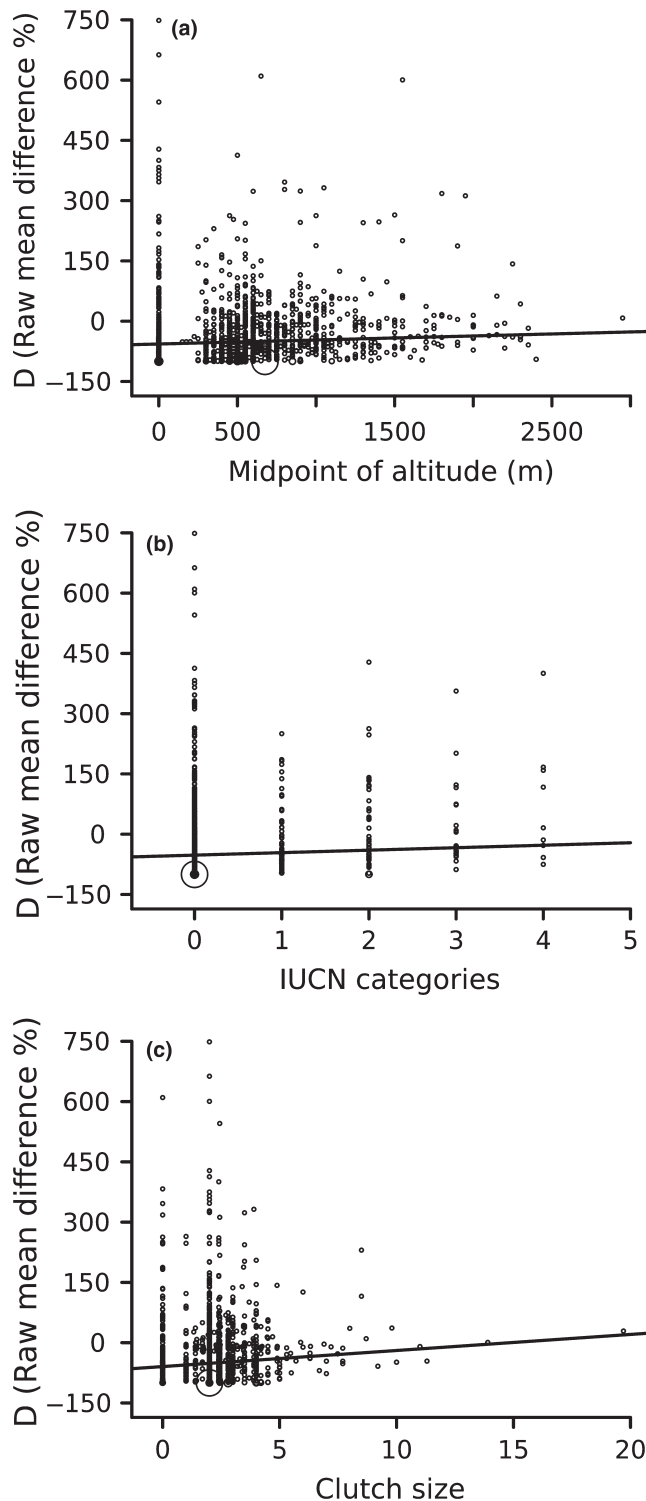 (a)
D (Raw mean difference %)
750
600
450
300
150
0
−150
0 500 1500 2500
Midpoint of altitude (m)
(b)
D (Raw mean difference %)
750
600
450
300
150
0
−150
0 1 2 3 4 5
IUCN categories
(c)
D (Raw mean difference %)
750
600
450
300
150
0
−150
0 5 10 15 20
Clutch size